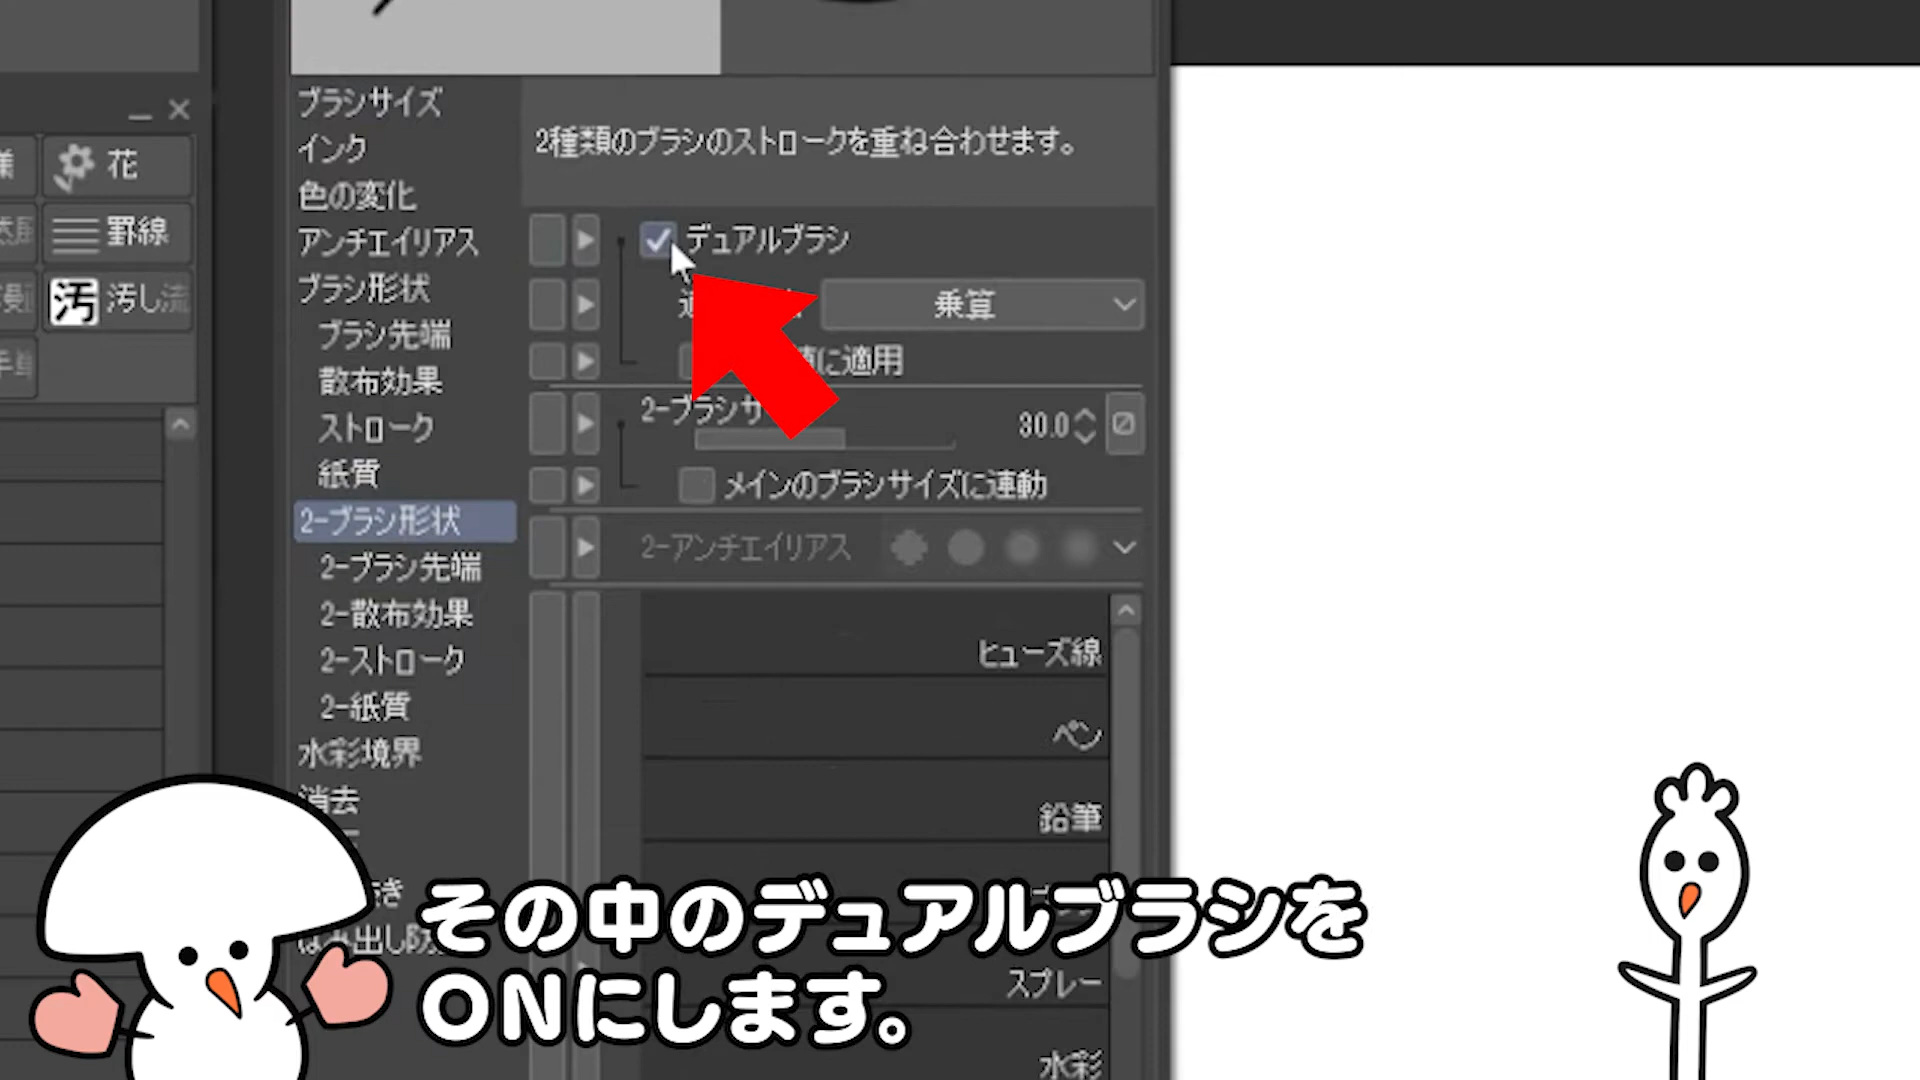 花
罫線
汚 汚し
ブラシサイズ
インク
色の変化
アンチエイリアス
ブラシ形状
ブラシ先端
散布効果
ストローク
紙質
2-ブラシ形状
2-ブラシ先端
2-散布効果
2-ストローク
2-紙質
水彩境界
消去
2種類のブラシのストロークを重ね合わせます。
デュアルブラシ
乗算
に適用
2-ブラシサ
30.0
メインのブラシサイズに連動
2-アンチエイリアス
ヒューズ線
ペン
鉛筆
スプレー
水彩
その中のデュアルブラシを
ONにします。